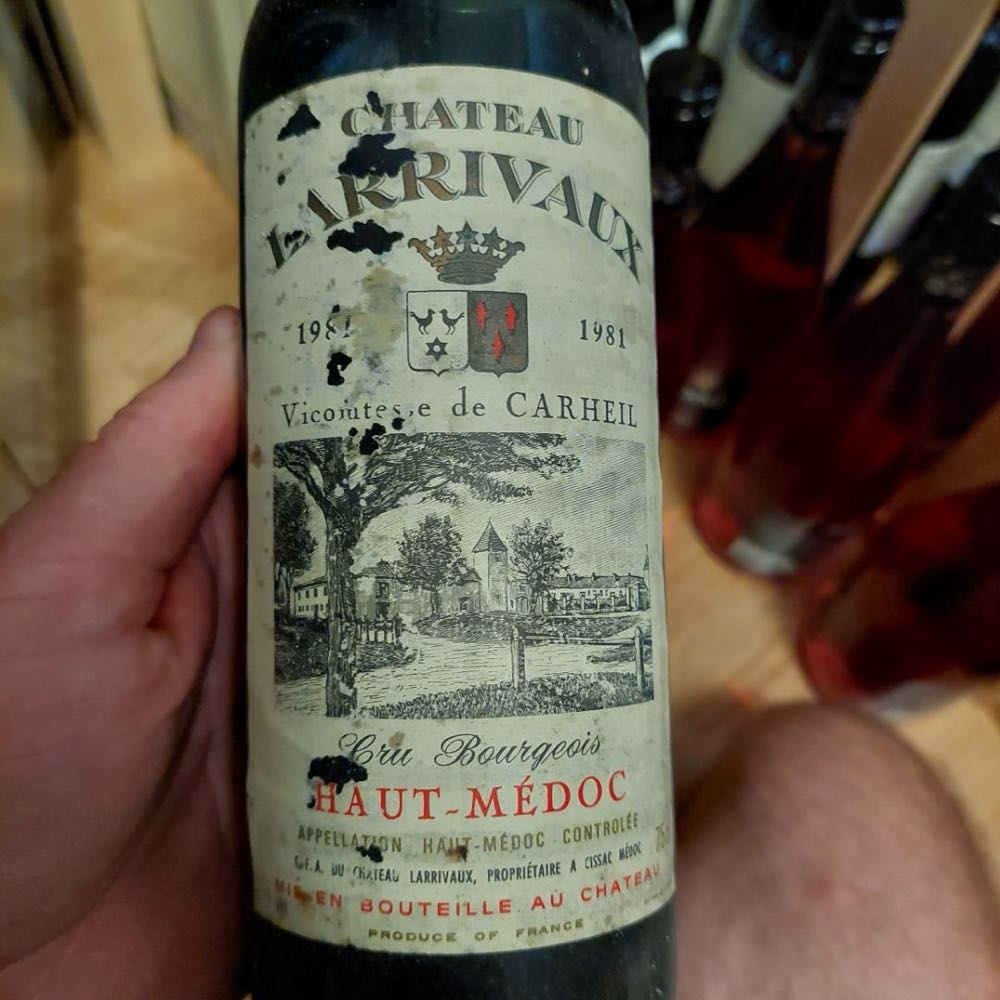 CHATEAU
LARRIVAUX
1981 1981
Vicomtesse de CARHEIL
Cru Bourgeois
HAUT-MÉDOC
APPELLATION HAUT-MÉDOC CONTROLÉE
G.F.A. DU CHATEAU LARRIVAUX, PROPRIÉTAIRE A CISSAC MÉDOC
MIS EN BOUTEILLE AU CHATEAU
PRODUCE OF FRANCE